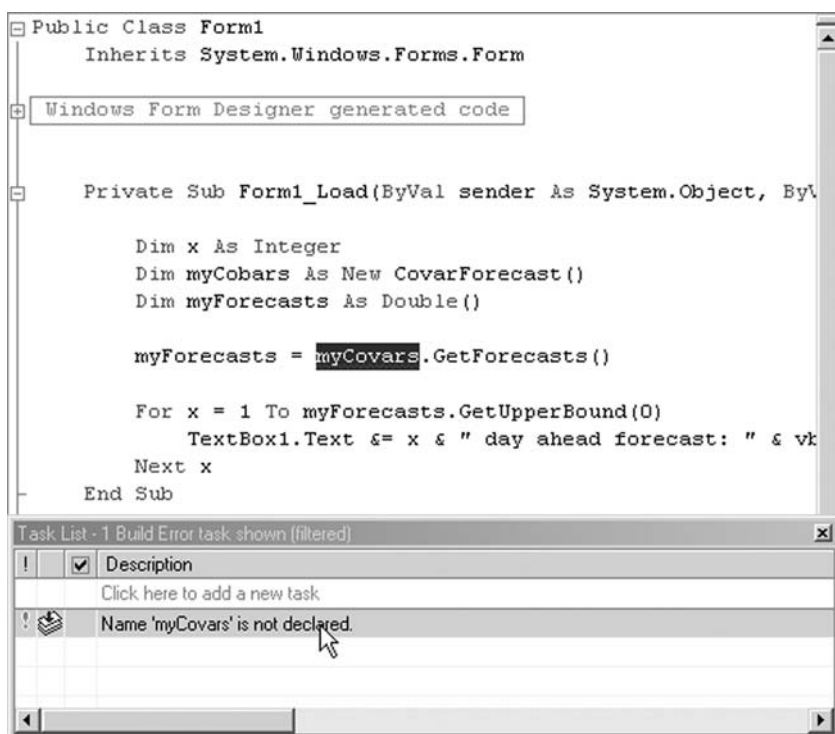 Public Class Form1
Inherits System.Windows.Forms.Form
Windows Form Designer generated code
Private Sub Form1_Load(ByVal sender As System.Object, ByV
Dim x As Integer
Dim myCobars As New CovarForecast()
Dim myForecasts As Double()
myForecasts = myCovars.GetForecasts()
For x = 1 To myForecasts.GetUpperBound(0)
TextBox1.Text &= x & " day ahead forecast: " & vb
Next x
End Sub
Task List - 1 Build Error task shown (filtered)
! Description
Click here to add a new task
! Name 'myCovars' is not declared.